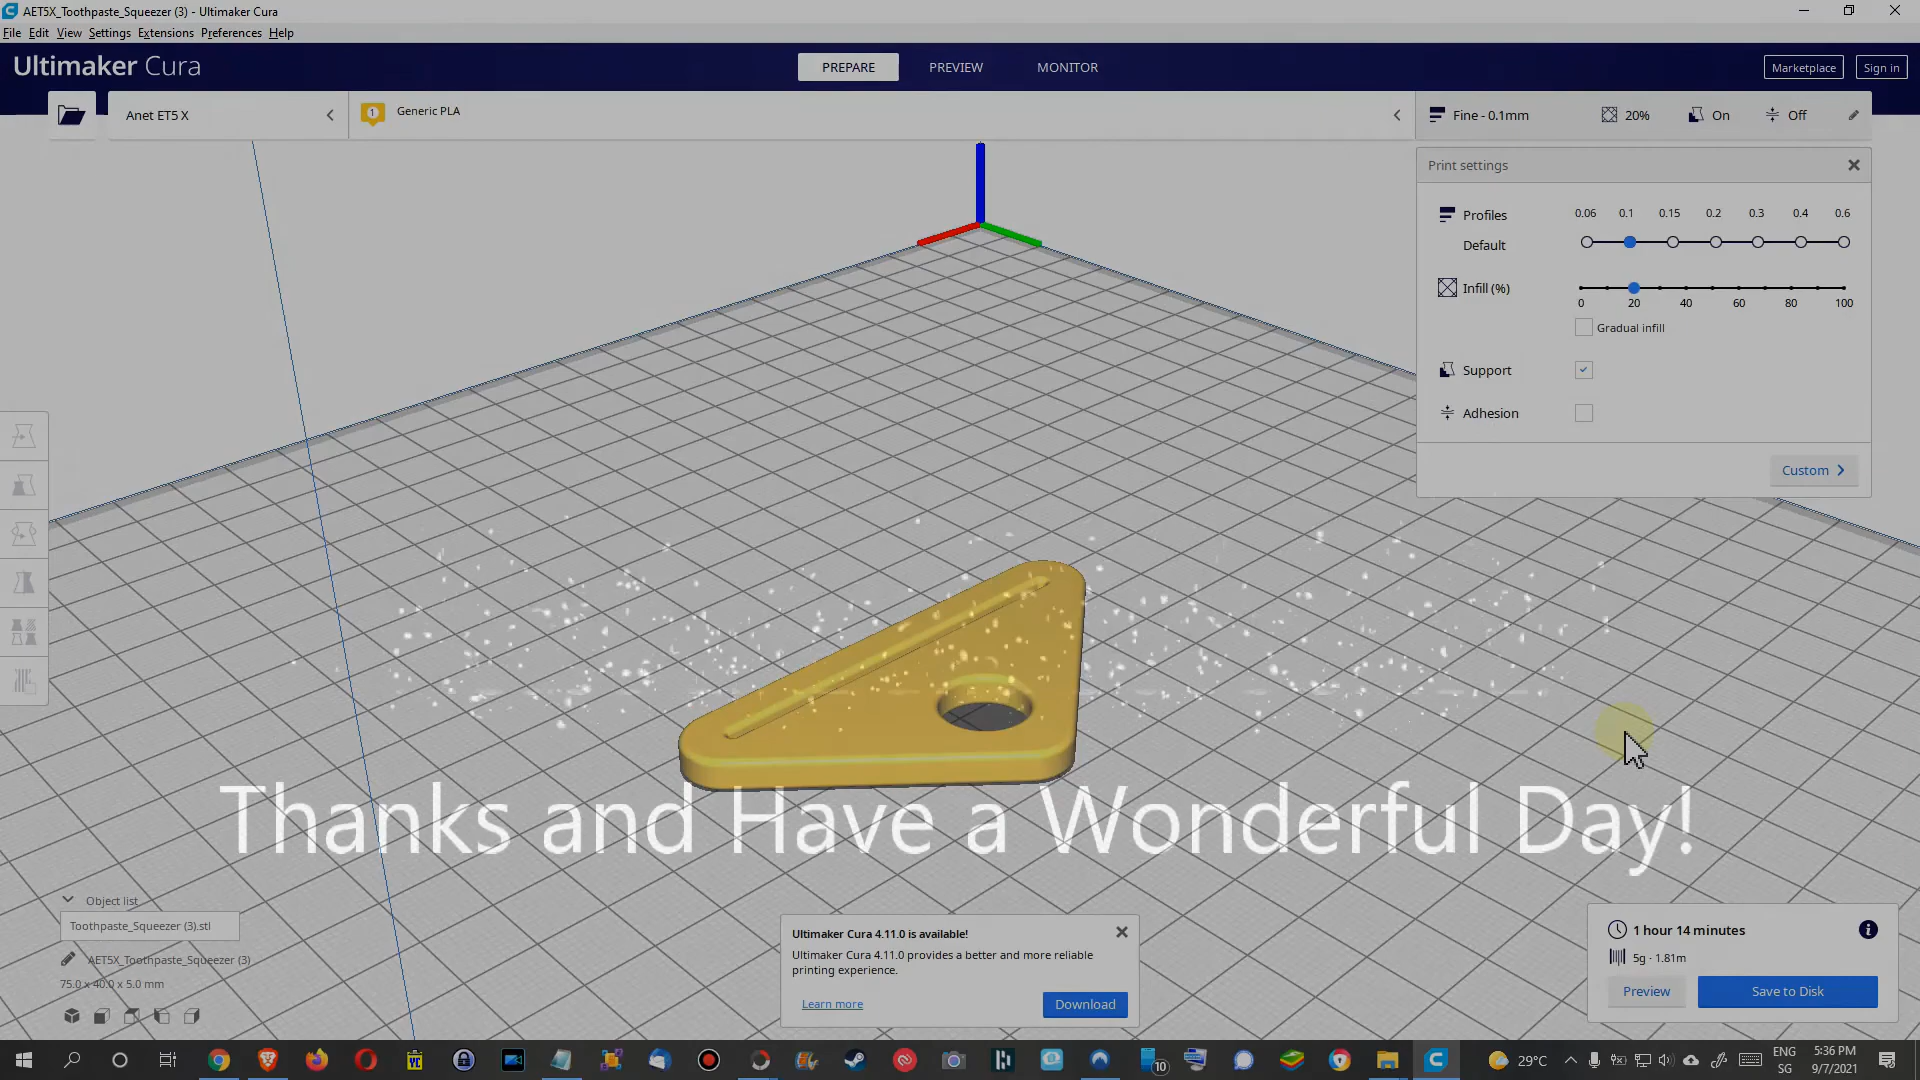 AET5X_Toothpaste_Squeezer (3) - Ultimaker Cura
File Edit View Settings Extensions Preferences Help
Ultimaker Cura
PREPARE
PREVIEW
MONITOR
Marketplace
Sign in
Anet ET5 X
1
Generic PLA
Fine - 0.1mm
20%
On
Off
Print settings
Profiles
0.06 0.1 0.15 0.2 0.3 0.4 0.6
Default
Infill (%)
0 20 40 60 80 100
Gradual infill
Support
Adhesion
Custom
Thanks and Have a Wonderful Day!
Object list
Toothpaste_Squeezer (3).stl
AET5X_Toothpaste_Squeezer (3)
75.0 x 40.0 x 5.0 mm
Ultimaker Cura 4.11.0 is available!
Ultimaker Cura 4.11.0 provides a better and more reliable
printing experience.
Learn more
Download
1 hour 14 minutes
5g · 1.81m
Preview
Save to Disk
10
29°C
ENG
SG
5:36 PM
9/7/2021